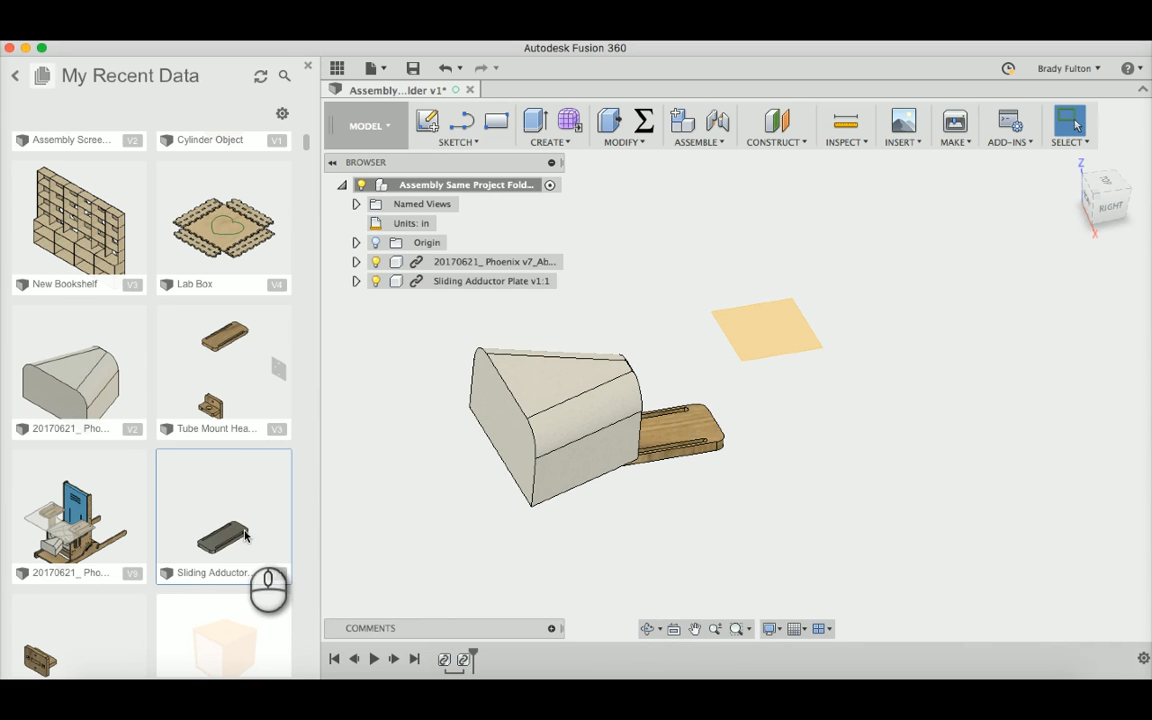 Autodesk Fusion 360
My Recent Data
Brady Fulton
Assembly...lder v1*
MODEL
SKETCH
CREATE
MODIFY
ASSEMBLE
CONSTRUCT
INSPECT
INSERT
MAKE
ADD-INS
SELECT
Assembly Scree... V2
Cylinder Object V1
BROWSER
Assembly Same Project Fold...
Named Views
Units: in
Origin
20170621_ Phoenix v7_Ab...
Sliding Adductor Plate v1:1
Z
TOP
RIGHT
X
New Bookshelf V3
Lab Box V4
20170621_ Pho... V2
Tube Mount Hea... V3
20170621_ Pho... V9
Sliding Adductor...
COMMENTS